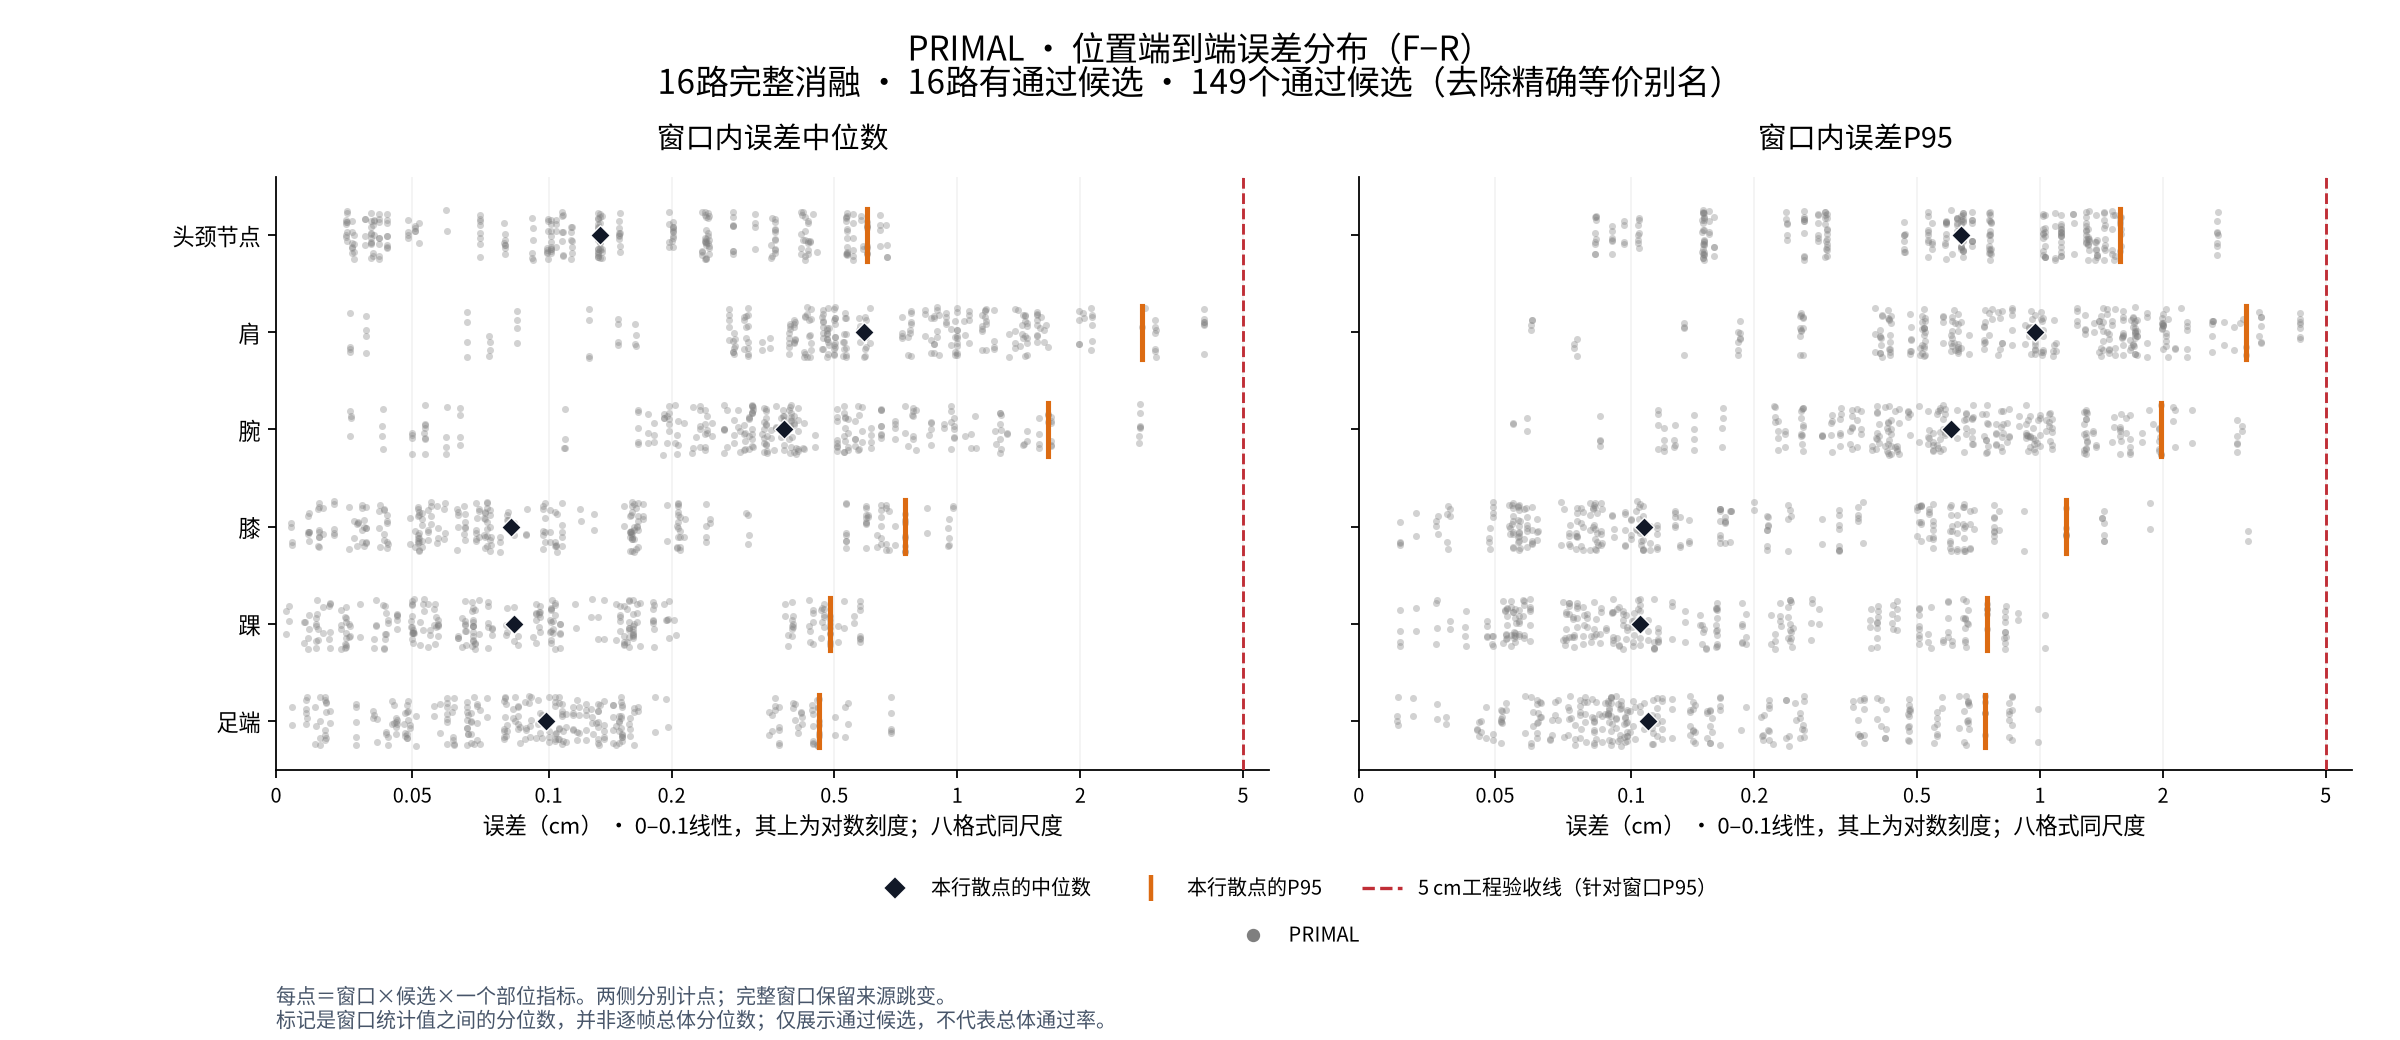 PRIMAL · 位置端到端误差分布（F−R）
16路完整消融 · 16路有通过候选 · 149个通过候选（去除精确等价别名）
窗口内误差中位数
窗口内误差P95
头颈节点
肩
腕
膝
踝
足端
0 0.05 0.1 0.2 0.5 1 2 5
0 0.05 0.1 0.2 0.5 1 2 5
误差（cm） · 0–0.1线性，其上为对数刻度；八格式同尺度
误差（cm） · 0–0.1线性，其上为对数刻度；八格式同尺度
本行散点的中位数 本行散点的P95 5 cm工程验收线（针对窗口P95）
PRIMAL
每点＝窗口×候选×一个部位指标。两侧分别计点；完整窗口保留来源跳变。
标记是窗口统计值之间的分位数，并非逐帧总体分位数；仅展示通过候选，不代表总体通过率。